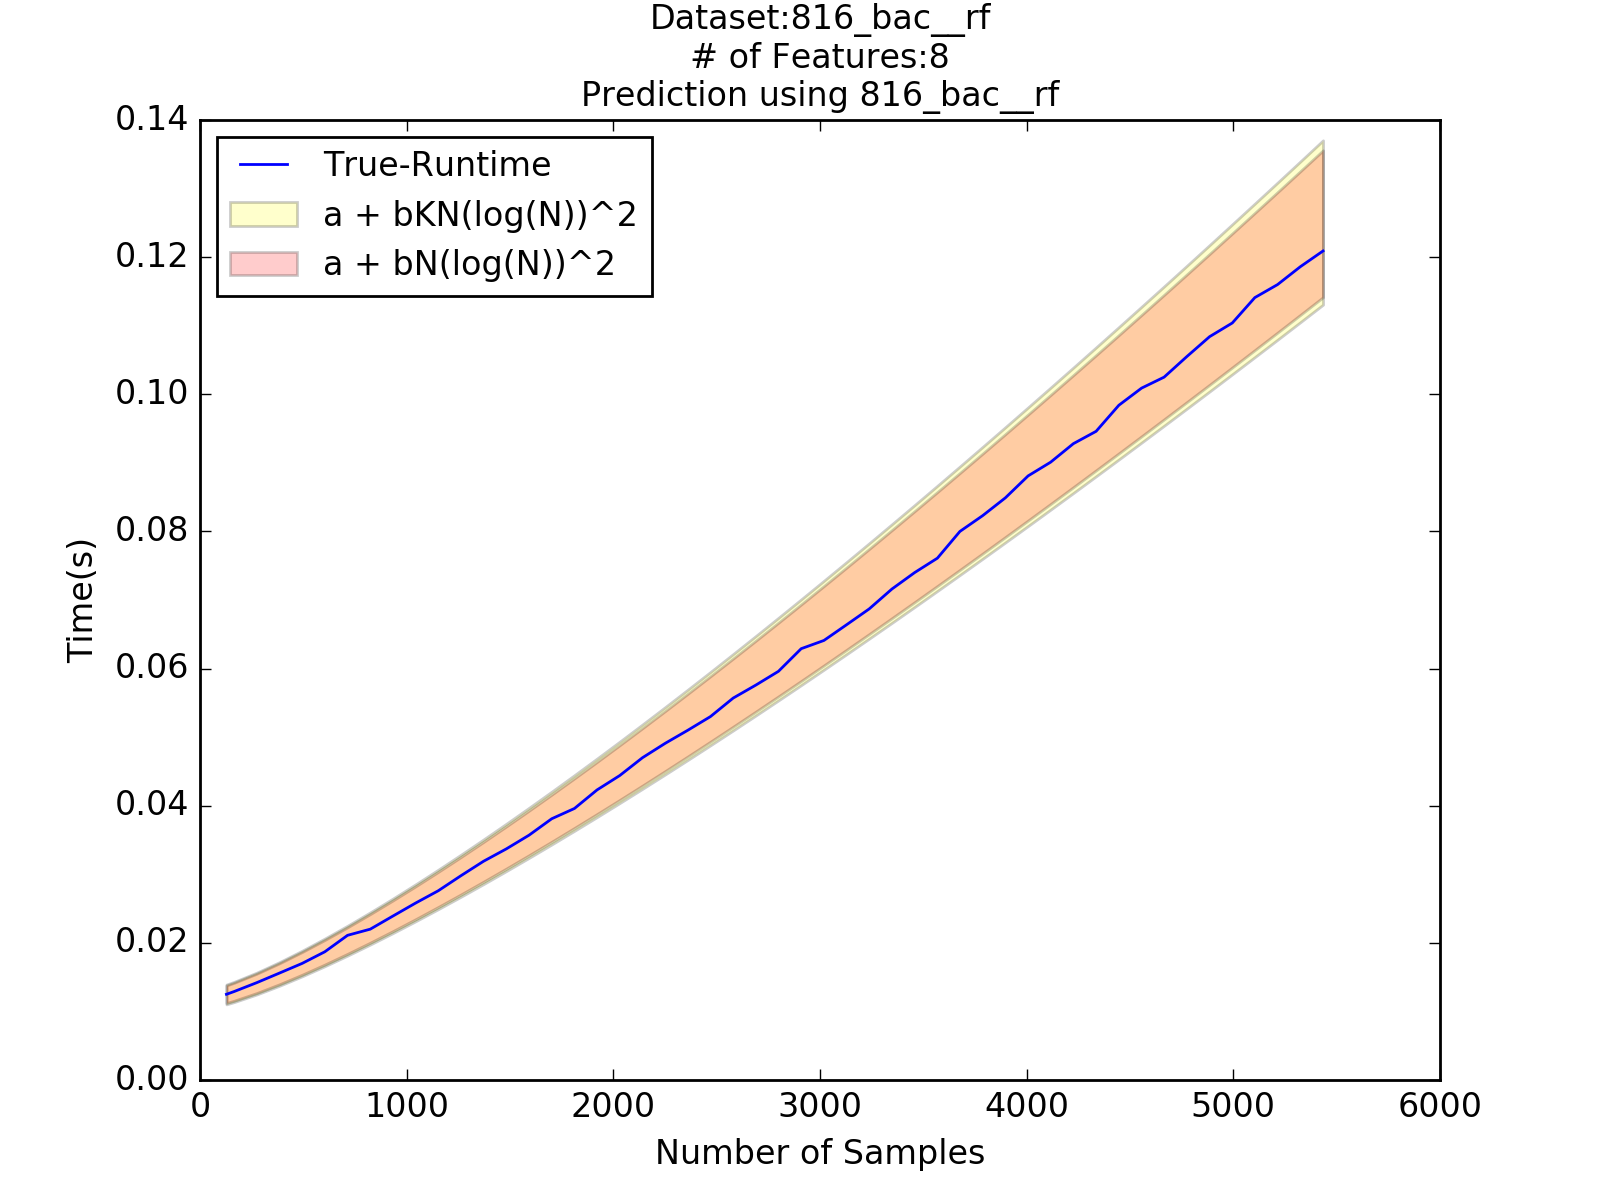 Dataset:816_bac__rf
# of Features:8
Prediction using 816_bac__rf
0.14
0.12
0.10
0.08
0.06
0.04
0.02
0.00
Time(s)
True-Runtime
a + bKN(log(N))^2
a + bN(log(N))^2
0 1000 2000 3000 4000 5000 6000
Number of Samples